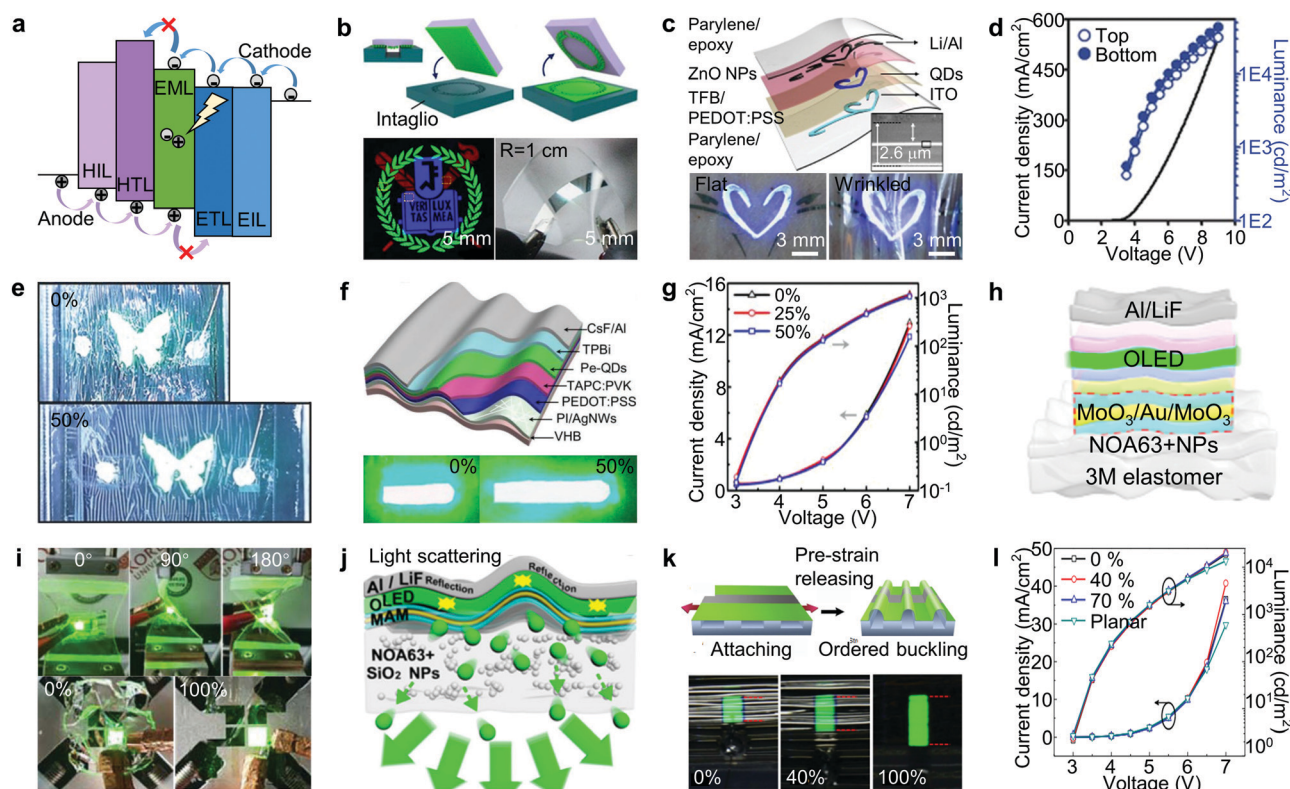 a
Cathode
EML
HIL
HTL
ETL
EIL
Anode
b
Intaglio
R=1 cm
VERI
LUX
TAS
MEA
5 mm
5 mm
c
Parylene/
epoxy
ZnO NPs
TFB/
PEDOT:PSS
Parylene/
epoxy
Li/Al
QDs
ITO
2.6 μm
Flat
Wrinkled
3 mm
3 mm
d
Top
Bottom
Current density (mA/cm²)
600
450
300
150
0
0 2 4 6 8 10
Voltage (V)
1E4
1E3
1E2
Luminance (cd/m²)
e
0%
50%
f
CsF/Al
TPBi
Pe-QDs
TAPC:PVK
PEDOT:PSS
PI/AgNWs
VHB
0%
50%
g
0%
25%
50%
Current density (mA/cm²)
16
12
8
4
0
3 4 5 6 7
Voltage (V)
10³
10²
10¹
10⁰
10⁻¹
Luminance (cd/m²)
h
Al/LiF
OLED
MoO₃/Au/MoO₃
NOA63+NPs
3M elastomer
i
0°
90°
180°
0%
100%
j
Light scattering
Reflection
Reflection
Al / LiF
OLED
MAM
NOA63+
SiO₂ NPs
k
Pre-strain
releasing
Attaching
Ordered buckling
0%
40%
100%
l
0 %
40 %
70 %
Planar
Current density (mA/cm²)
50
40
30
20
10
0
3 4 5 6 7
Voltage (V)
10⁴
10³
10²
10¹
10⁰
Luminance (cd/m²)